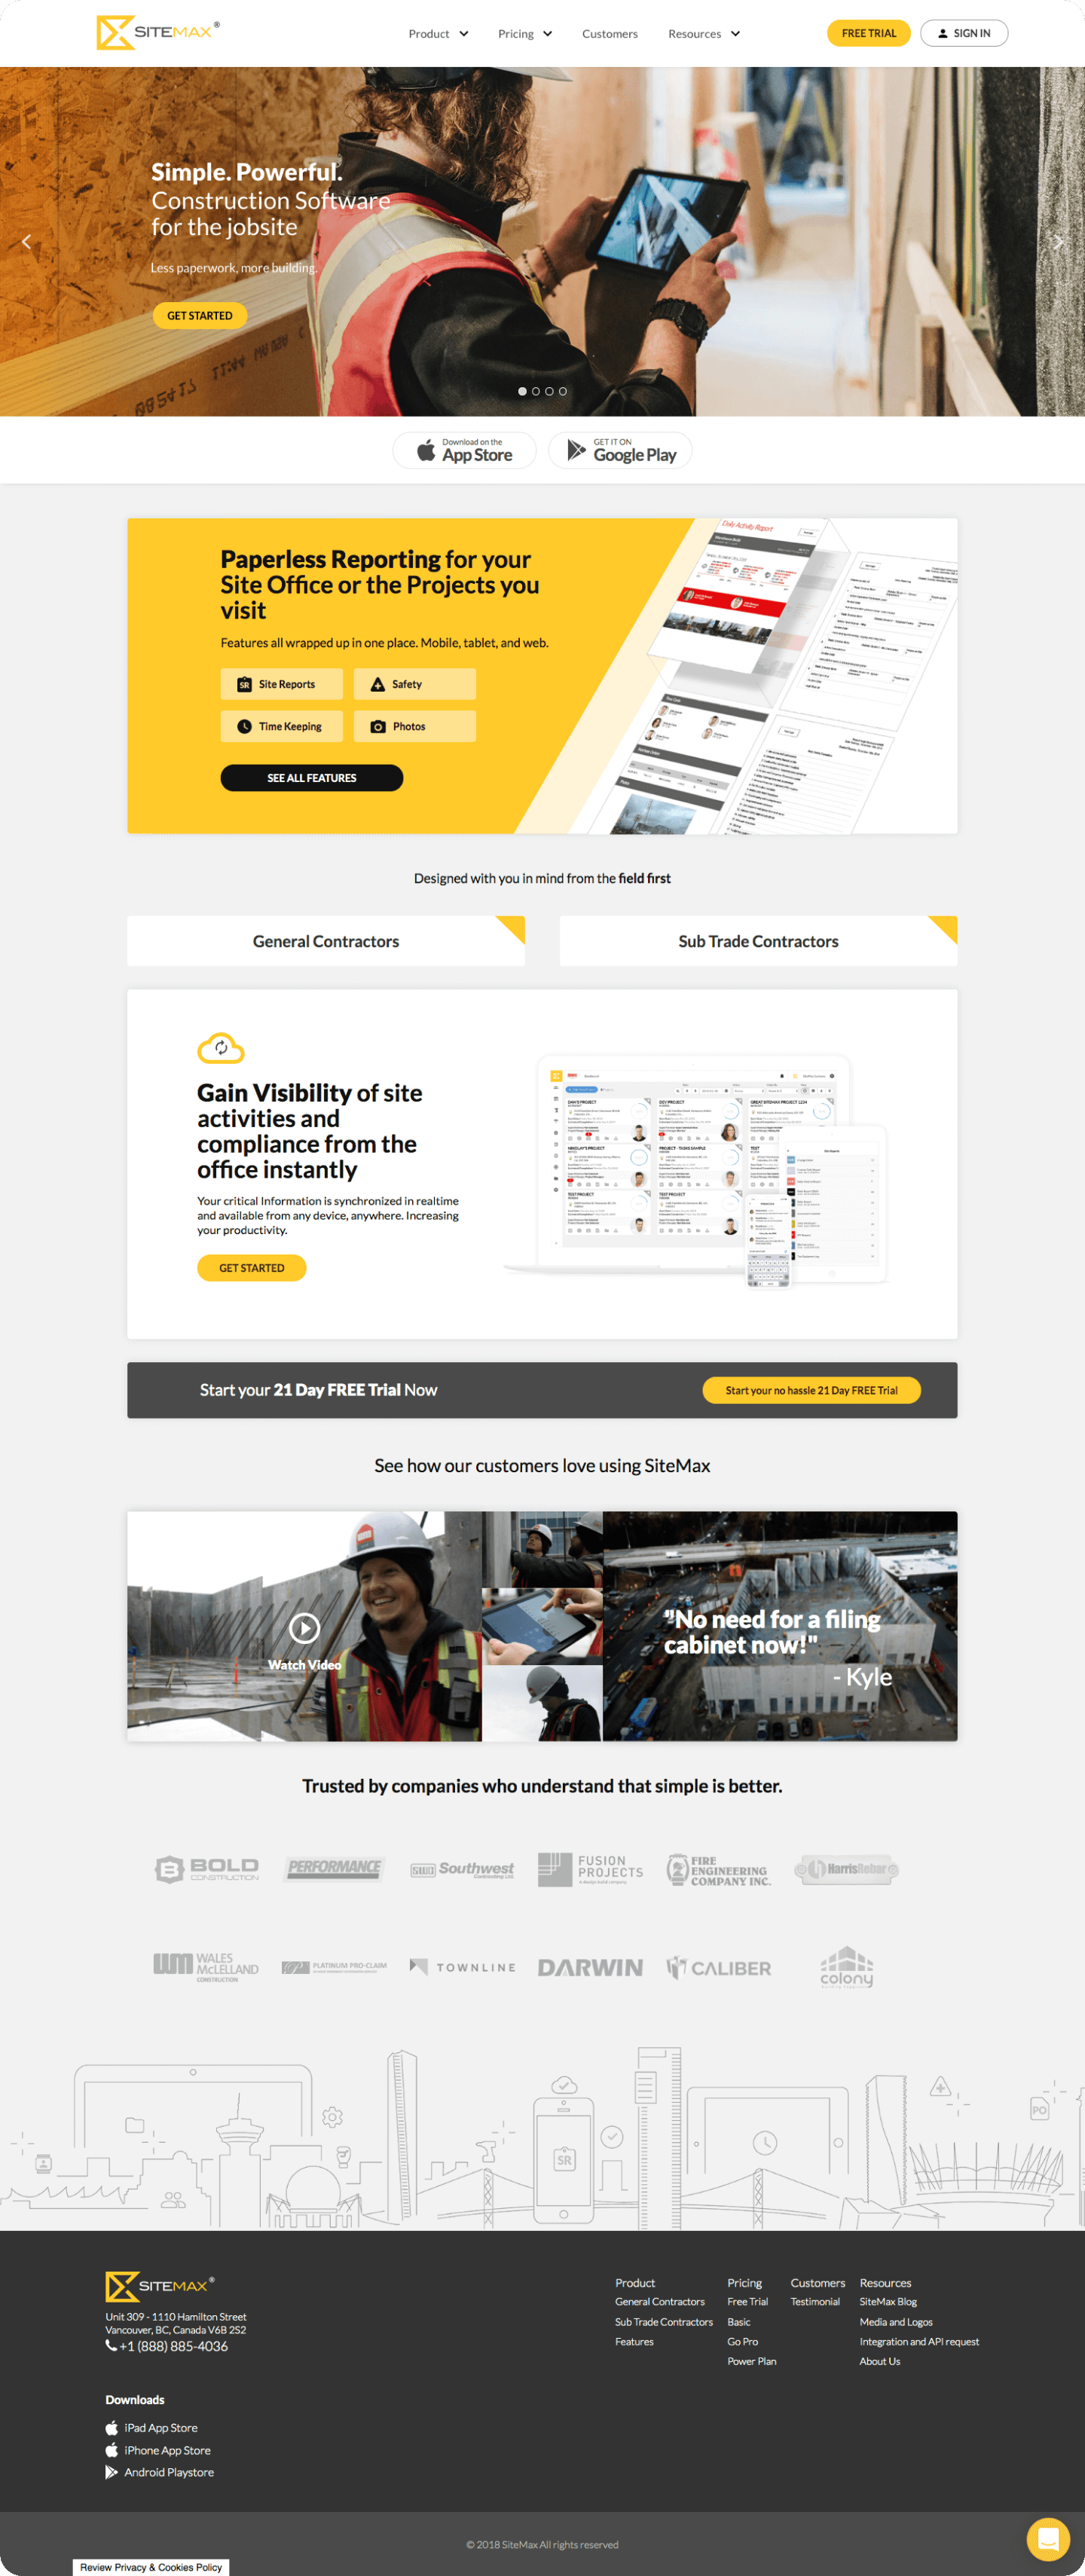 SITEMAX®
Product
Pricing
Customers
Resources
FREE TRIAL
SIGN IN
Simple. Powerful.
Construction Software
for the jobsite
Less paperwork, more building.
GET STARTED
Download on the
App Store
GET IT ON
Google Play
Paperless Reporting for your
Site Office or the Projects you
visit
Features all wrapped up in one place. Mobile, tablet, and web.
SR Site Reports
Safety
Time Keeping
Photos
SEE ALL FEATURES
Daily Activity Report
Designed with you in mind from the field first
General Contractors
Sub Trade Contractors
Gain Visibility of site
activities and
compliance from the
office instantly
Your critical Information is synchronized in realtime
and available from any device, anywhere. Increasing
your productivity.
GET STARTED
Start your 21 Day FREE Trial Now
Start your no hassle 21 Day FREE Trial
See how our customers love using SiteMax
Watch Video
"No need for a filing
cabinet now!"
- Kyle
Trusted by companies who understand that simple is better.
BOLD
CONSTRUCTION
PERFORMANCE
Southwest
Contracting Ltd.
FUSION
PROJECTS
a design build company
FIRE
ENGINEERING
COMPANY INC.
HarrisRebar
WALES
McLELLAND
CONSTRUCTION
PLATINUM PRO-CLAIM
TOWNLINE
DARWIN
CALIBER
colony
SR
PO
SITEMAX®
Unit 309 - 1110 Hamilton Street
Vancouver, BC, Canada V6B 2S2
+1 (888) 885-4036
Downloads
iPad App Store
iPhone App Store
Android Playstore
Product
General Contractors
Sub Trade Contractors
Features
Pricing
Free Trial
Basic
Go Pro
Power Plan
Customers
Testimonial
Resources
SiteMax Blog
Media and Logos
Integration and API request
About Us
© 2018 SiteMax All rights reserved
Review Privacy & Cookies Policy